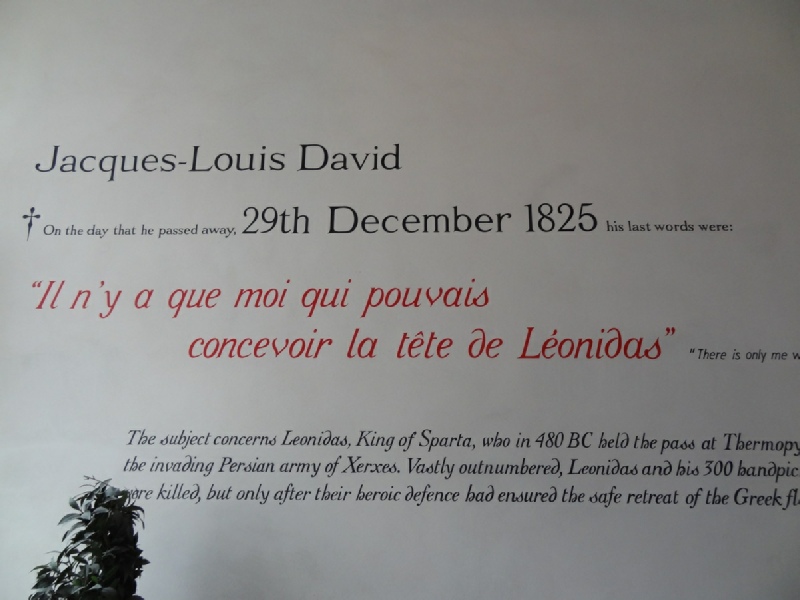 Jacques-Louis David
† On the day that he passed away, 29th December 1825 his last words were:
"Il n'y a que moi qui pouvais
concevoir la tête de Léonidas" "There is only me w
The subject concerns Leonidas, King of Sparta, who in 480 BC held the pass at Thermopy
the invading Persian army of Xerxes. Vastly outnumbered, Leonidas and his 300 handpic
were killed, but only after their heroic defence had ensured the safe retreat of the Greek fl